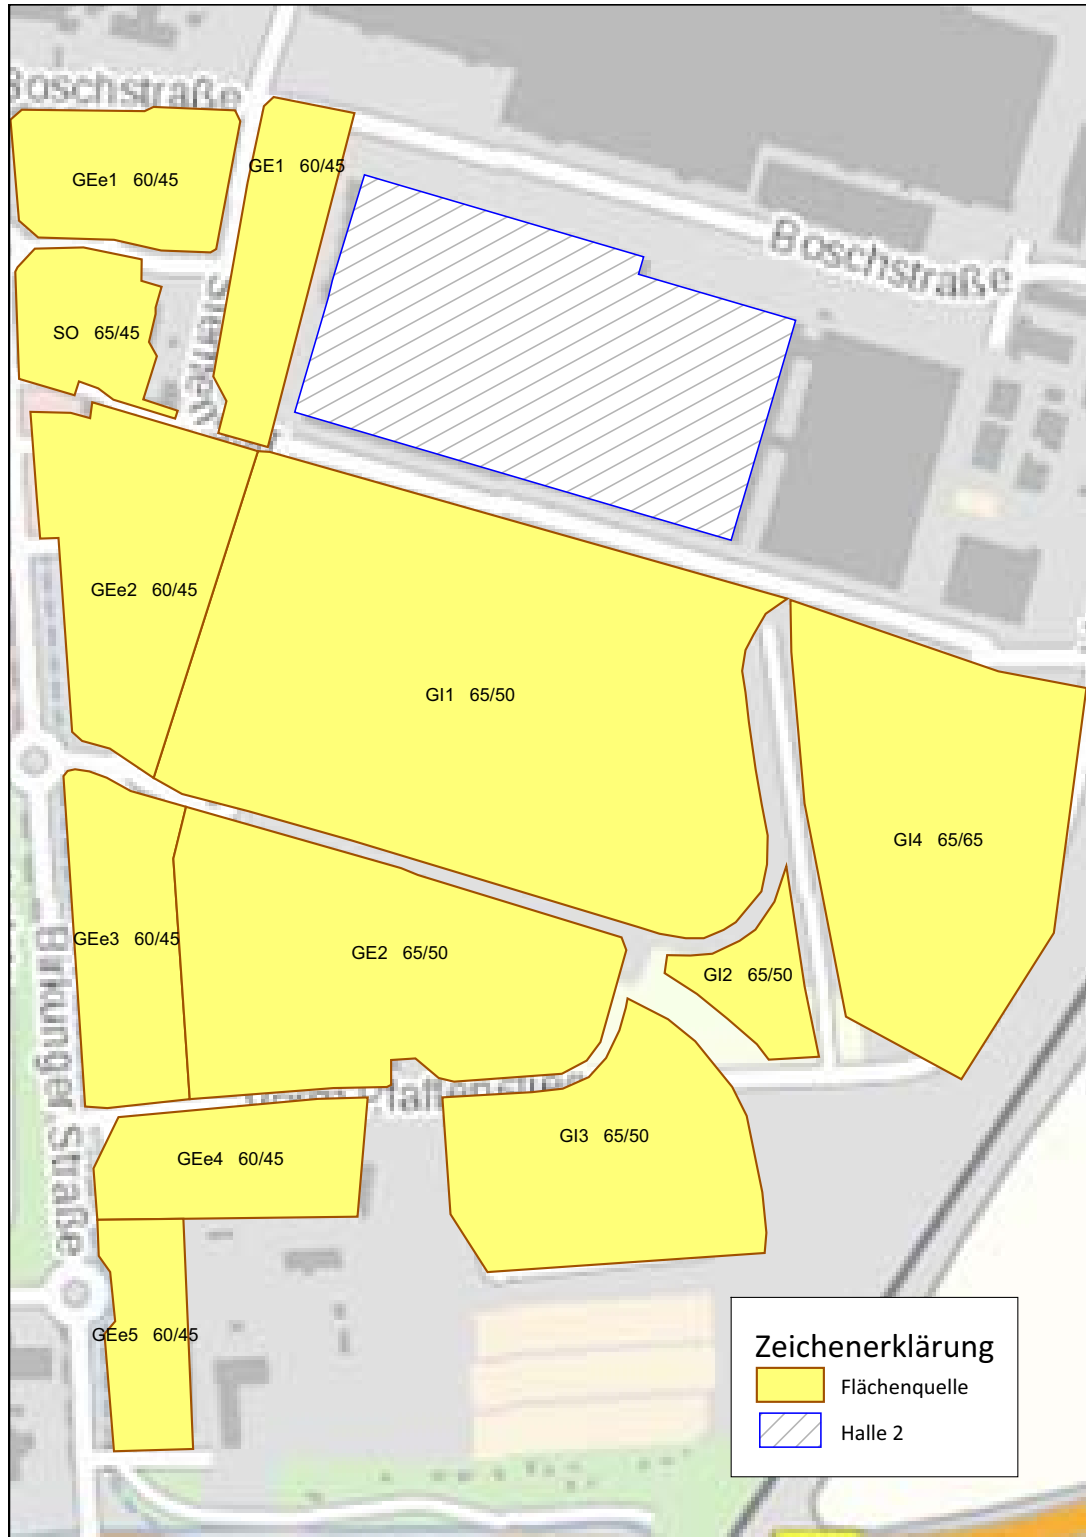 Boschstraße
GEe1 60/45
GE1 60/45
Boschstraße
SO 65/45
GEe2 60/45
GI1 65/50
GI4 65/65
GEe3 60/45
GE2 65/50
GI2 65/50
Birkunger Straße
GI3 65/50
GEe4 60/45
GEe5 60/45
Zeichenerklärung
Flächenquelle
Halle 2